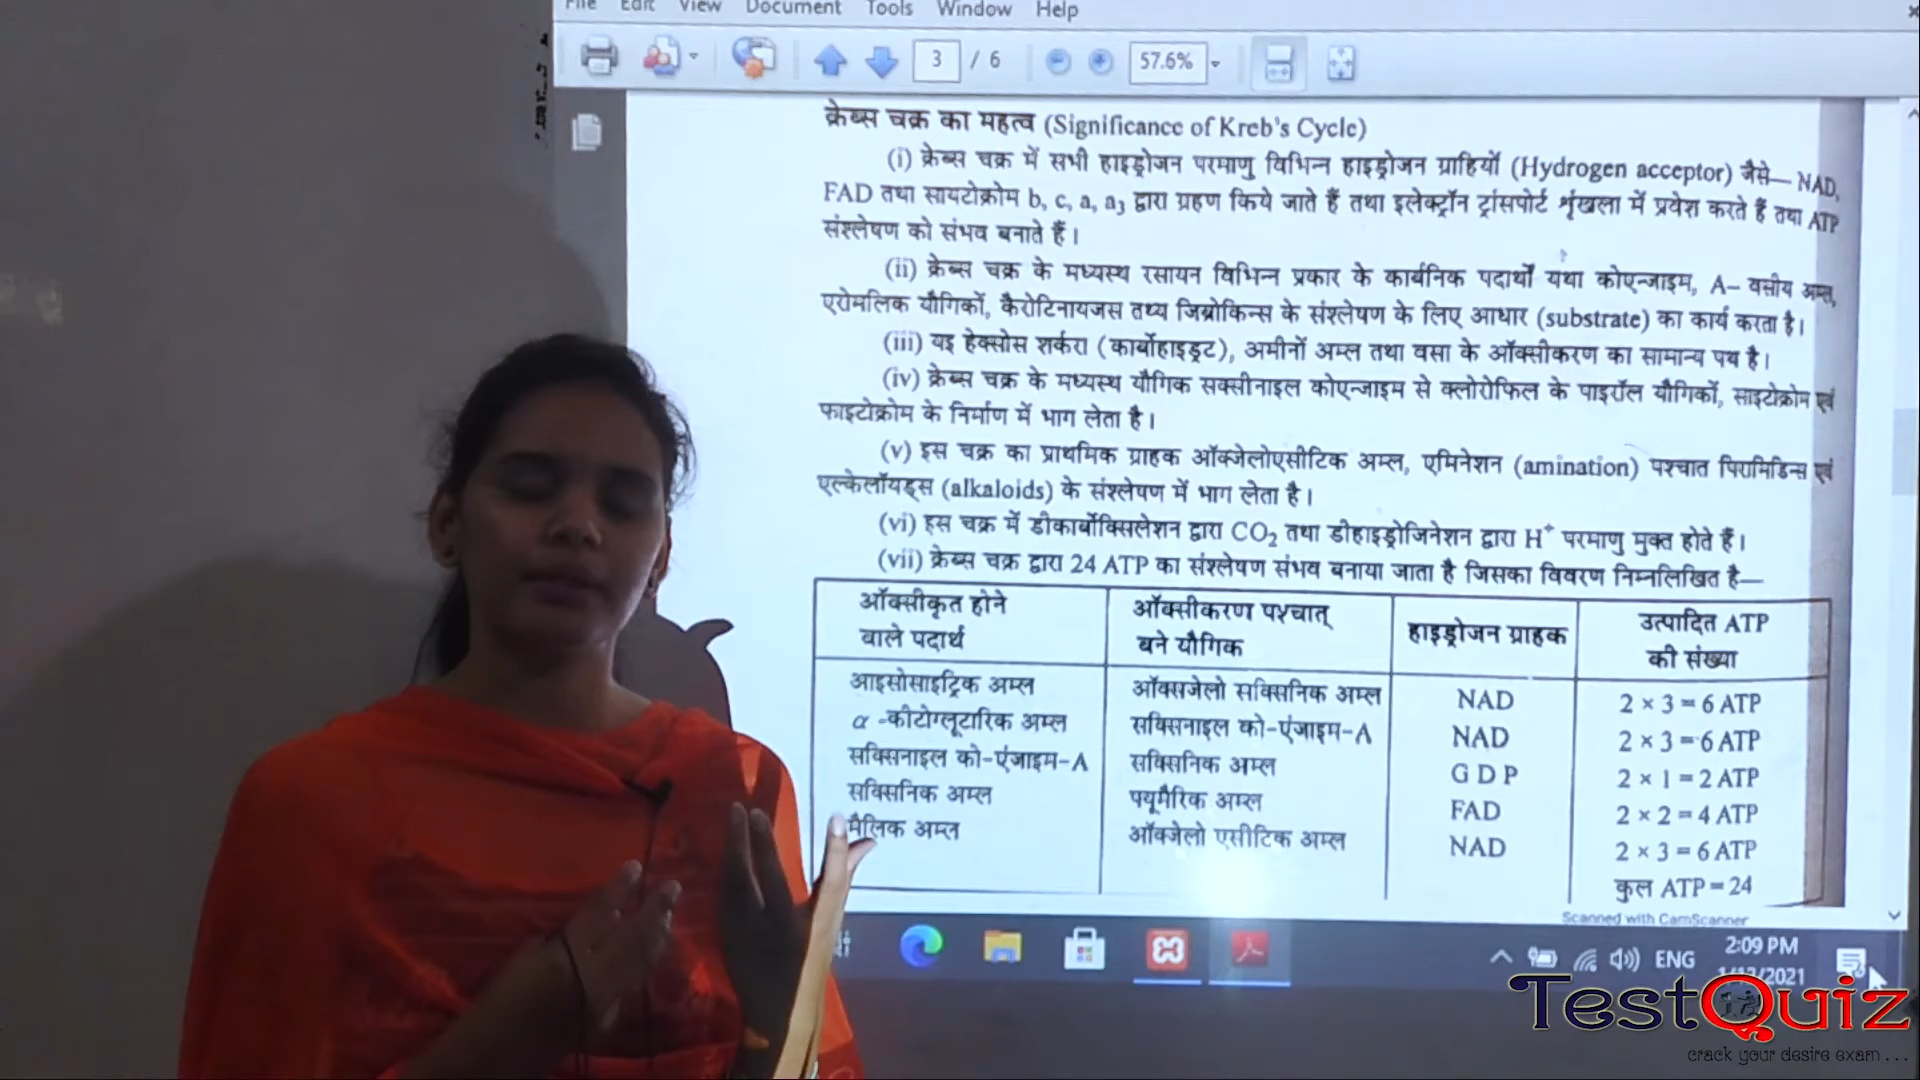 File Edit View Document Tools Window Help
3 / 6 57.6%
क्रेब्स चक्र का महत्व (Significance of Kreb's Cycle)
(i) क्रेब्स चक्र में सभी हाइड्रोजन परमाणु विभिन्न हाइड्रोजन ग्राहियों (Hydrogen acceptor) जैसे— NAD,
FAD तथा सायटोक्रोम b, c, a, a₃ द्वारा ग्रहण किये जाते हैं तथा इलेक्ट्रॉन ट्रांसपोर्ट शृंखला में प्रवेश करते हैं तथा ATP
संश्लेषण को संभव बनाते हैं।
(ii) क्रेब्स चक्र के मध्यस्थ रसायन विभिन्न प्रकार के कार्बनिक पदार्थों यथा कोएन्जाइम, A– वसीय अम्ल,
एरोमलिक यौगिकों, कैरोटिनायजस तथ्य जिब्रोकिन्स के संश्लेषण के लिए आधार (substrate) का कार्य करता है।
(iii) यइ हेक्सोस शर्करा (कार्बोहाइड्रट), अमीनों अम्ल तथा वसा के ऑक्सीकरण का सामान्य पथ है।
(iv) क्रेब्स चक्र के मध्यस्थ यौगिक सक्सीनाइल कोएन्जाइम से क्लोरोफिल के पाइरॉल यौगिकों, साइटोक्रोम एवं
फाइटोक्रोम के निर्माण में भाग लेता है।
(v) इस चक्र का प्राथमिक ग्राहक ऑक्जेलोएसीटिक अम्ल, एमिनेशन (amination) पश्चात पिरामिडिन्स एवं
एल्केलॉयड्स (alkaloids) के संश्लेषण में भाग लेता है।
(vi) इस चक्र में डीकार्बोक्सिलेशन द्वारा CO₂ तथा डीहाइड्रोजिनेशन द्वारा H⁺ परमाणु मुक्त होते हैं।
(vii) क्रेब्स चक्र द्वारा 24 ATP का संश्लेषण संभव बनाया जाता है जिसका विवरण निम्नलिखित है—
ऑक्सीकृत होने वाले पदार्थ ऑक्सीकरण पश्चात् बने यौगिक हाइड्रोजन ग्राहक उत्पादित ATP की संख्या
आइसोसाइट्रिक अम्ल ऑक्सजेलो सक्सिनिक अम्ल NAD 2 × 3 = 6 ATP
α -कीटोग्लूटारिक अम्ल सक्सिनाइल को-एंजाइम-A NAD 2 × 3 = 6 ATP
सक्सिनाइल को-एंजाइम-A सक्सिनिक अम्ल G D P 2 × 1 = 2 ATP
सक्सिनिक अम्ल फ्यूमैरिक अम्ल FAD 2 × 2 = 4 ATP
मैलिक अम्ल ऑक्जेलो एसीटिक अम्ल NAD 2 × 3 = 6 ATP
कुल ATP = 24
Scanned with CamScanner
ENG 2:09 PM
TestQuiz
crack your desire exam ...